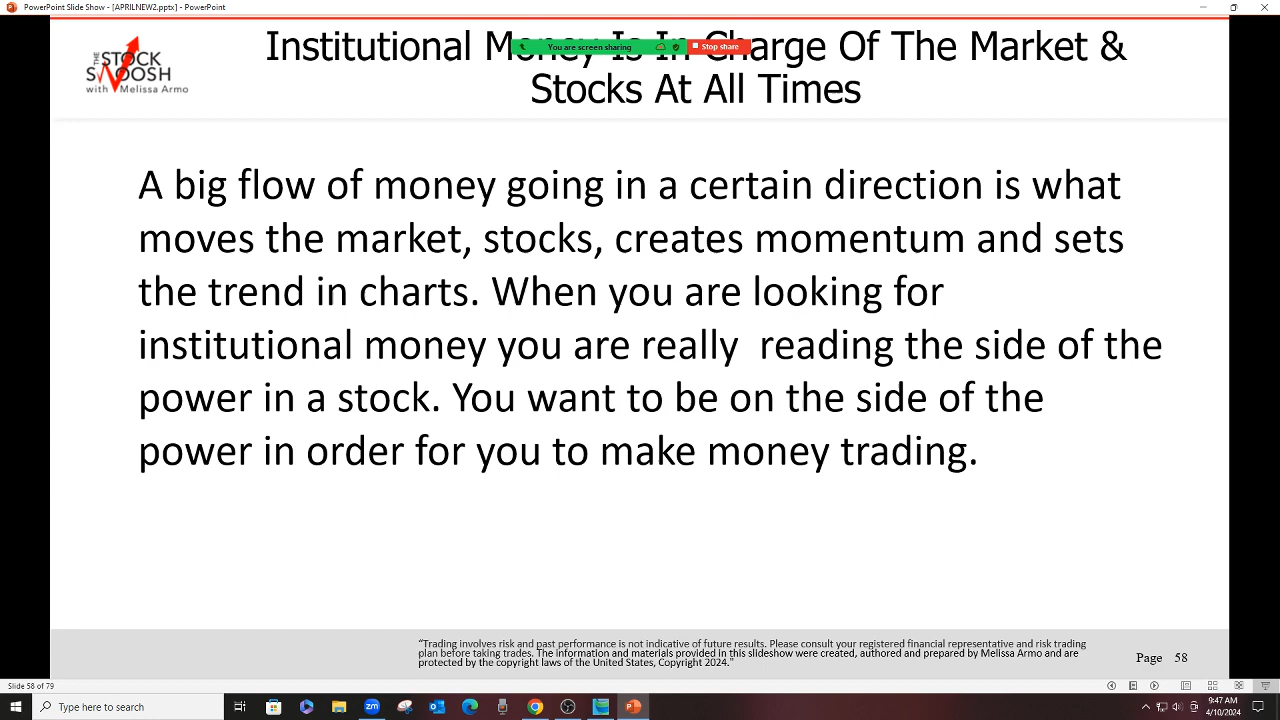 PowerPoint Slide Show - [APRILNEW2.pptx] - PowerPoint
THE
STOCK
SWOOSH
with Melissa Armo
Institutional Money Is In Charge Of The Market &
Stocks At All Times
You are screen sharing
Stop share
A big flow of money going in a certain direction is what
moves the market, stocks, creates momentum and sets
the trend in charts. When you are looking for
institutional money you are really  reading the side of the
power in a stock. You want to be on the side of the
power in order for you to make money trading.
“Trading involves risk and past performance is not indicative of future results. Please consult your registered financial representative and risk trading
plan before taking trades. The information and materials provided in this slideshow were created, authored and prepared by Melissa Armo and are
protected by the copyright laws of the United States, Copyright 2024."
Page 58
Slide 58 of 79
Type here to search
zm
9:47 AM
4/10/2024